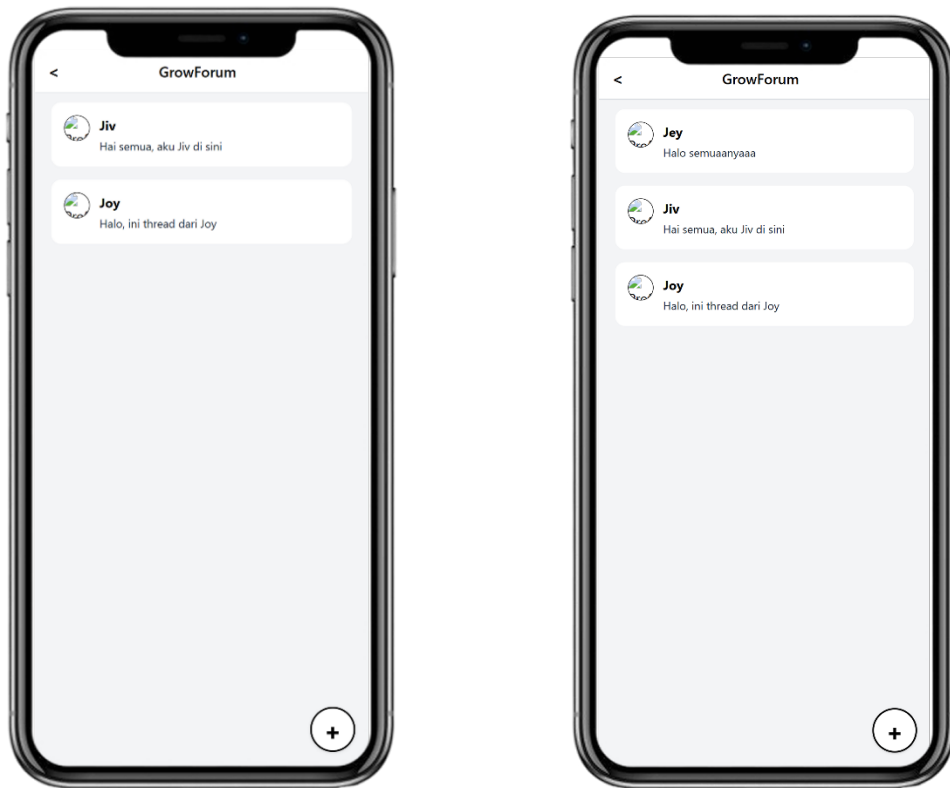 < GrowForum
Jiv
Hai semua, aku Jiv di sini
Joy
Halo, ini thread dari Joy
+
< GrowForum
Jey
Halo semuaanyaaa
Jiv
Hai semua, aku Jiv di sini
Joy
Halo, ini thread dari Joy
+